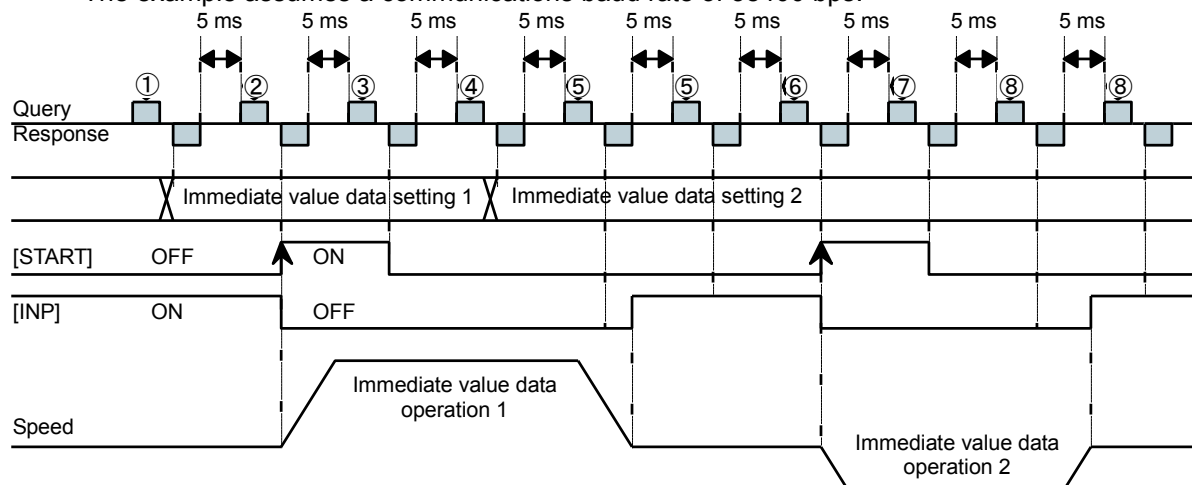 The example assumes a communications baud rate of 38400 bps.
5 ms 5 ms 5 ms 5 ms 5 ms 5 ms 5 ms 5 ms 5 ms
① ② ③ ④ ⑤ ⑤ ⑥ ⑦ ⑧ ⑧
Query
Response
Immediate value data setting 1 Immediate value data setting 2
[START] OFF ON
[INP] ON OFF
Immediate value data
operation 1
Speed
Immediate value data
operation 2